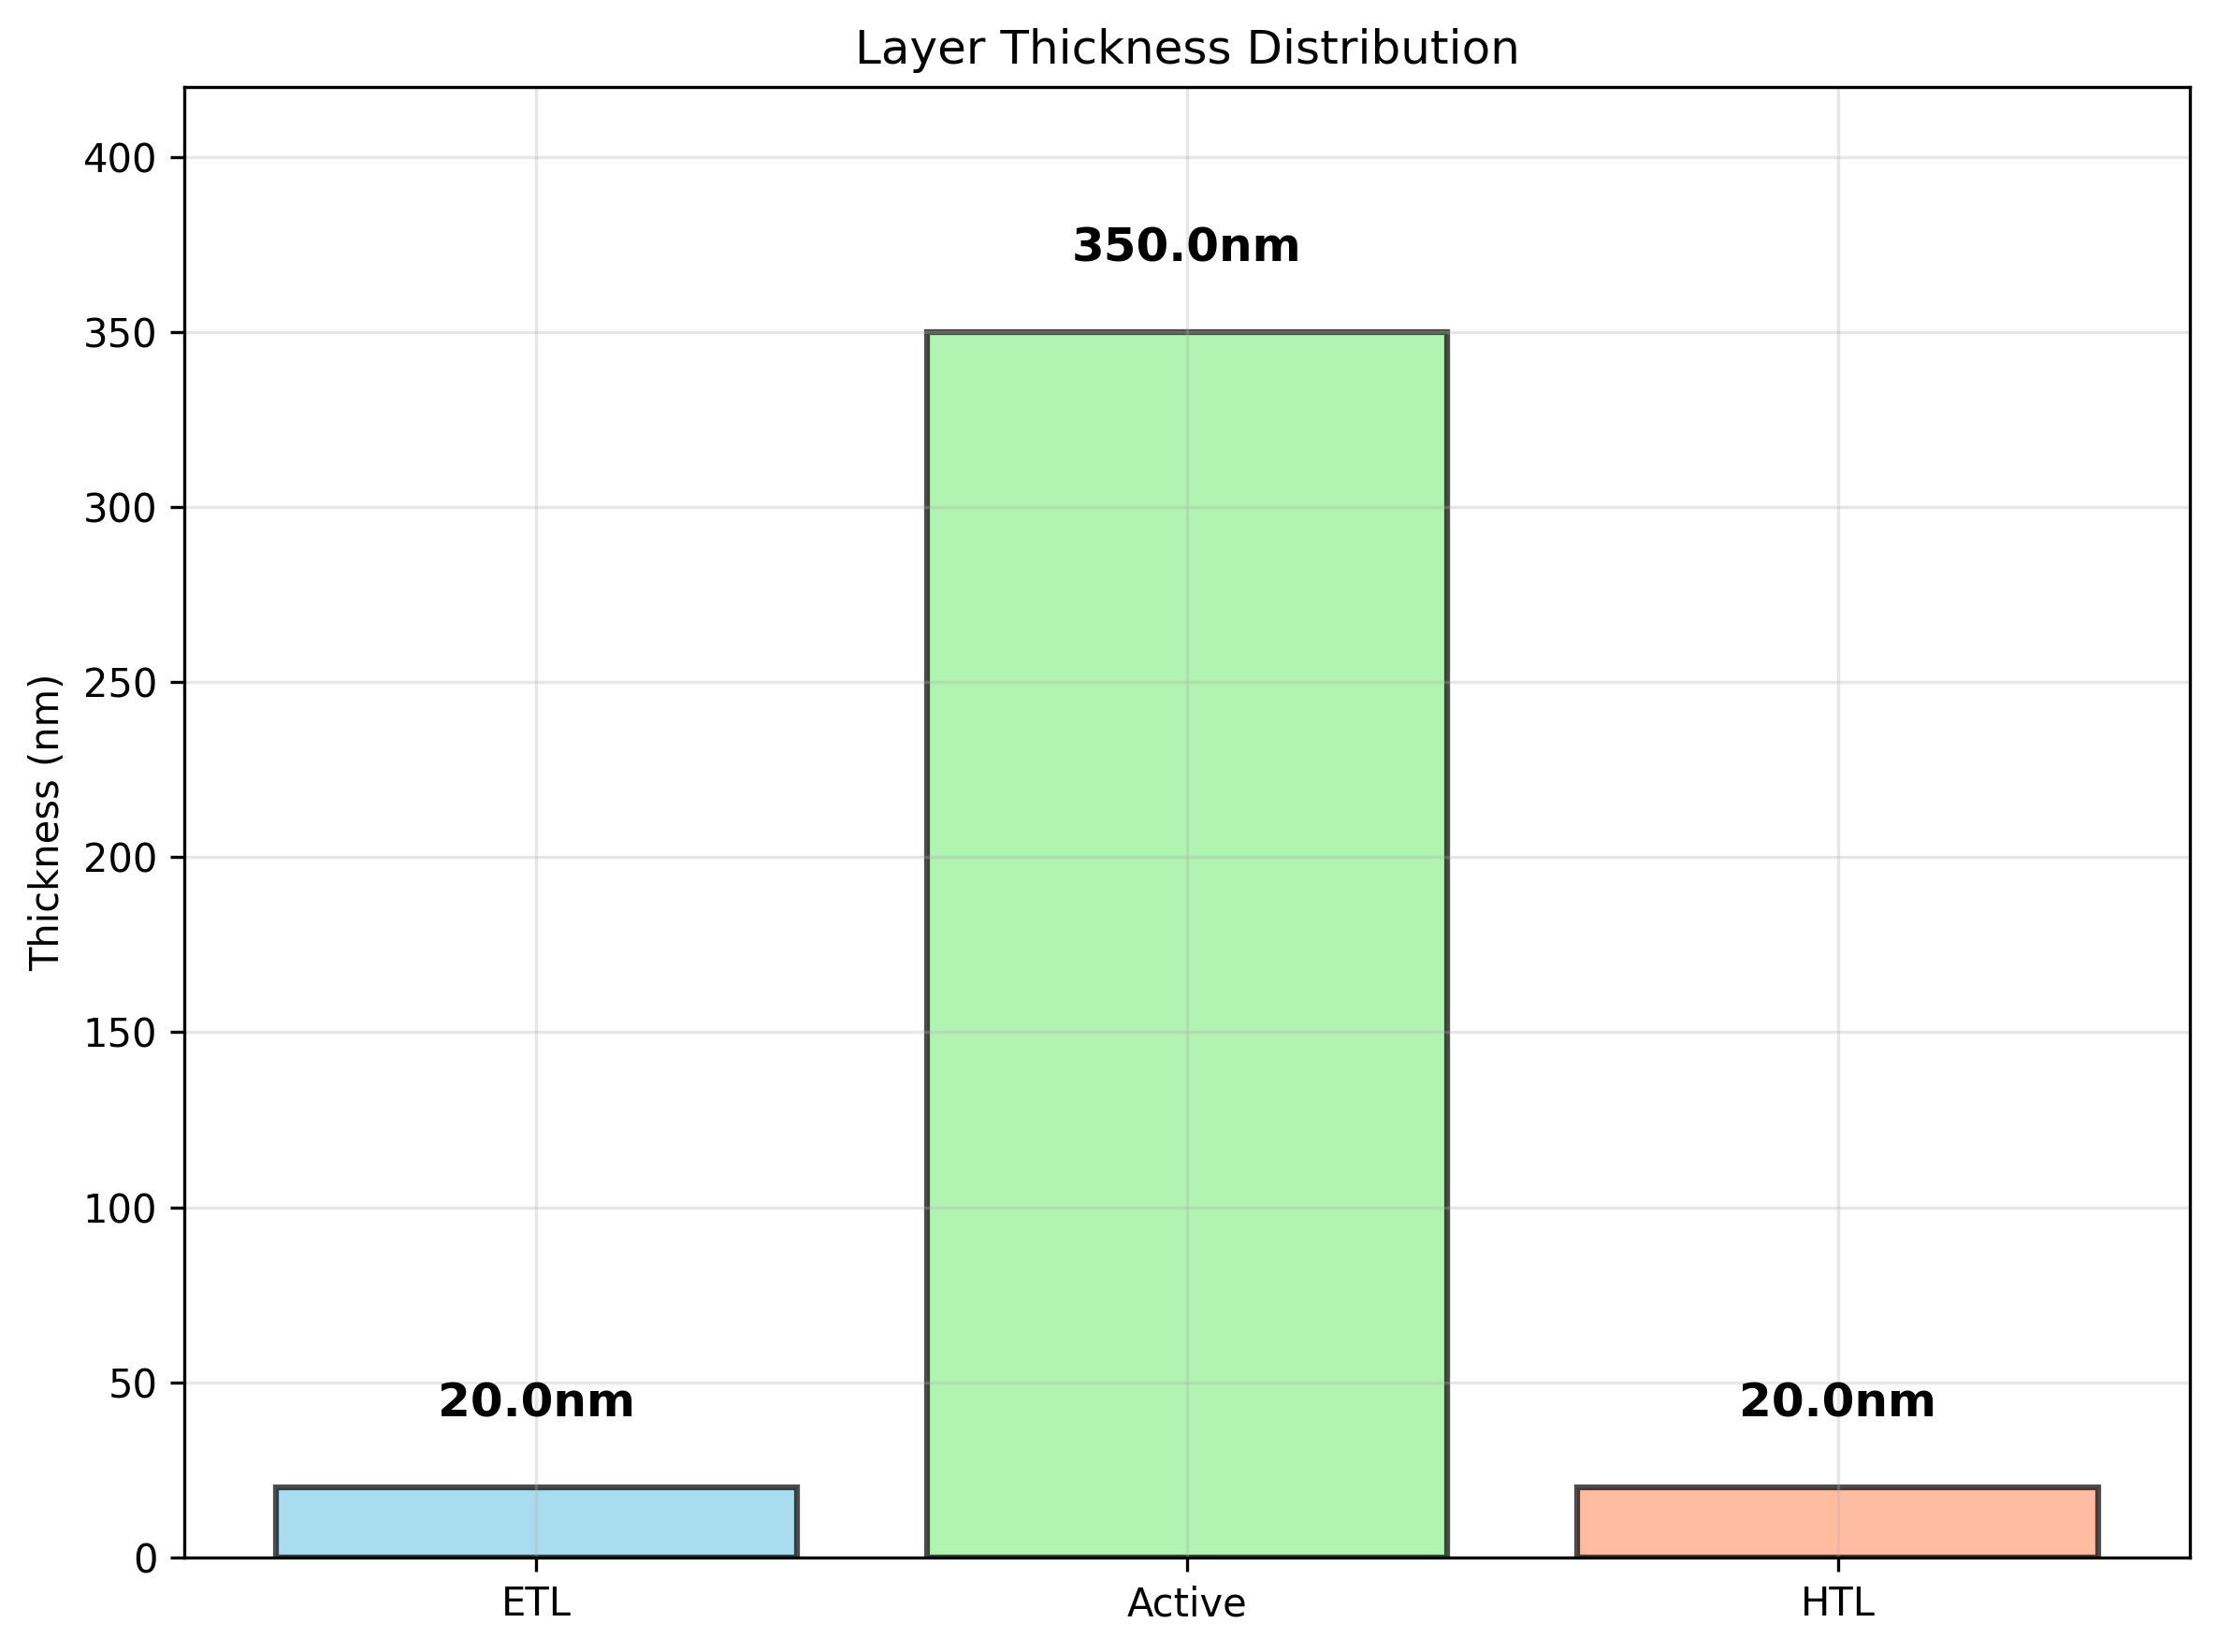 Layer Thickness Distribution
Thickness (nm)
400
350
300
250
200
150
100
50
0
350.0nm
20.0nm
20.0nm
ETL
Active
HTL